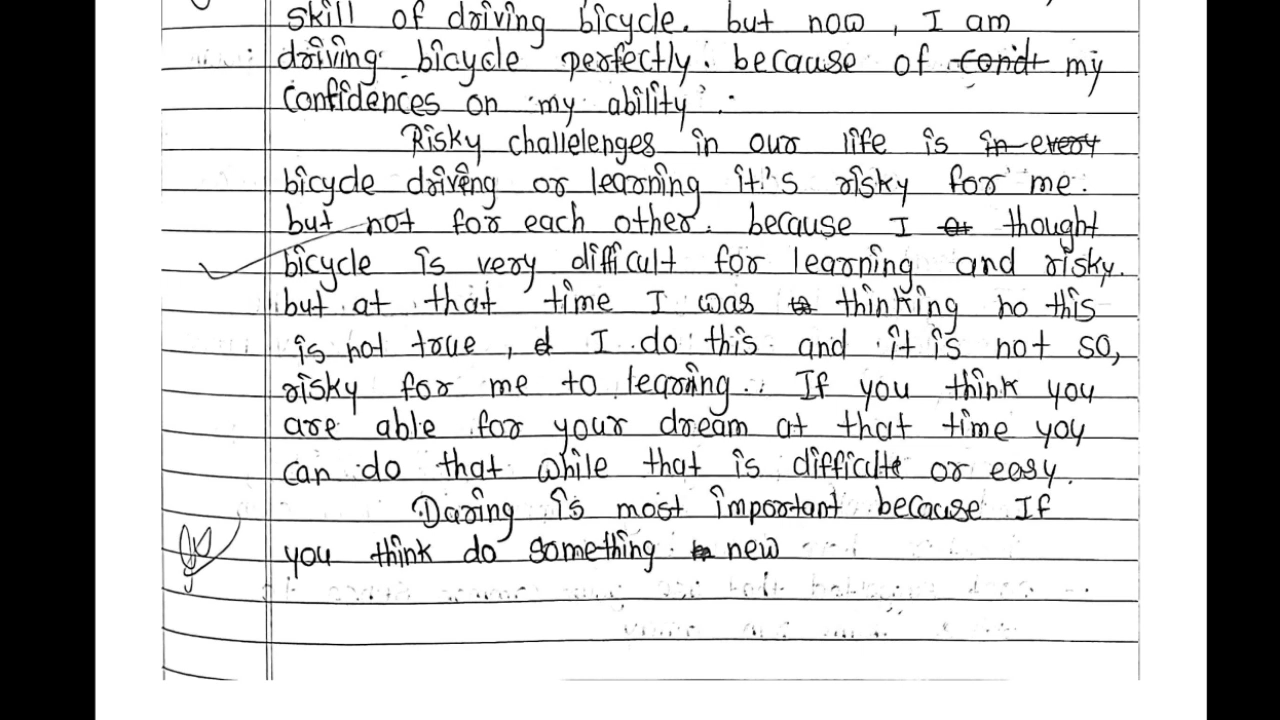 skill of driving bicycle. but now, I am
driving bicycle perfectly. because of condt my
confidences on my ability.
Risky challelenges in our life is in every
bicycle driving or learning it's risky for me.
but not for each other. because I thought
bicycle is very difficult for learning and risky.
but at that time I was thinking no this
is not true, I do this and it is not so,
risky for me to learning. If you think you
are able for your dream at that time you
can do that while that is difficult or easy.
Daring is most important because If
you think do something new